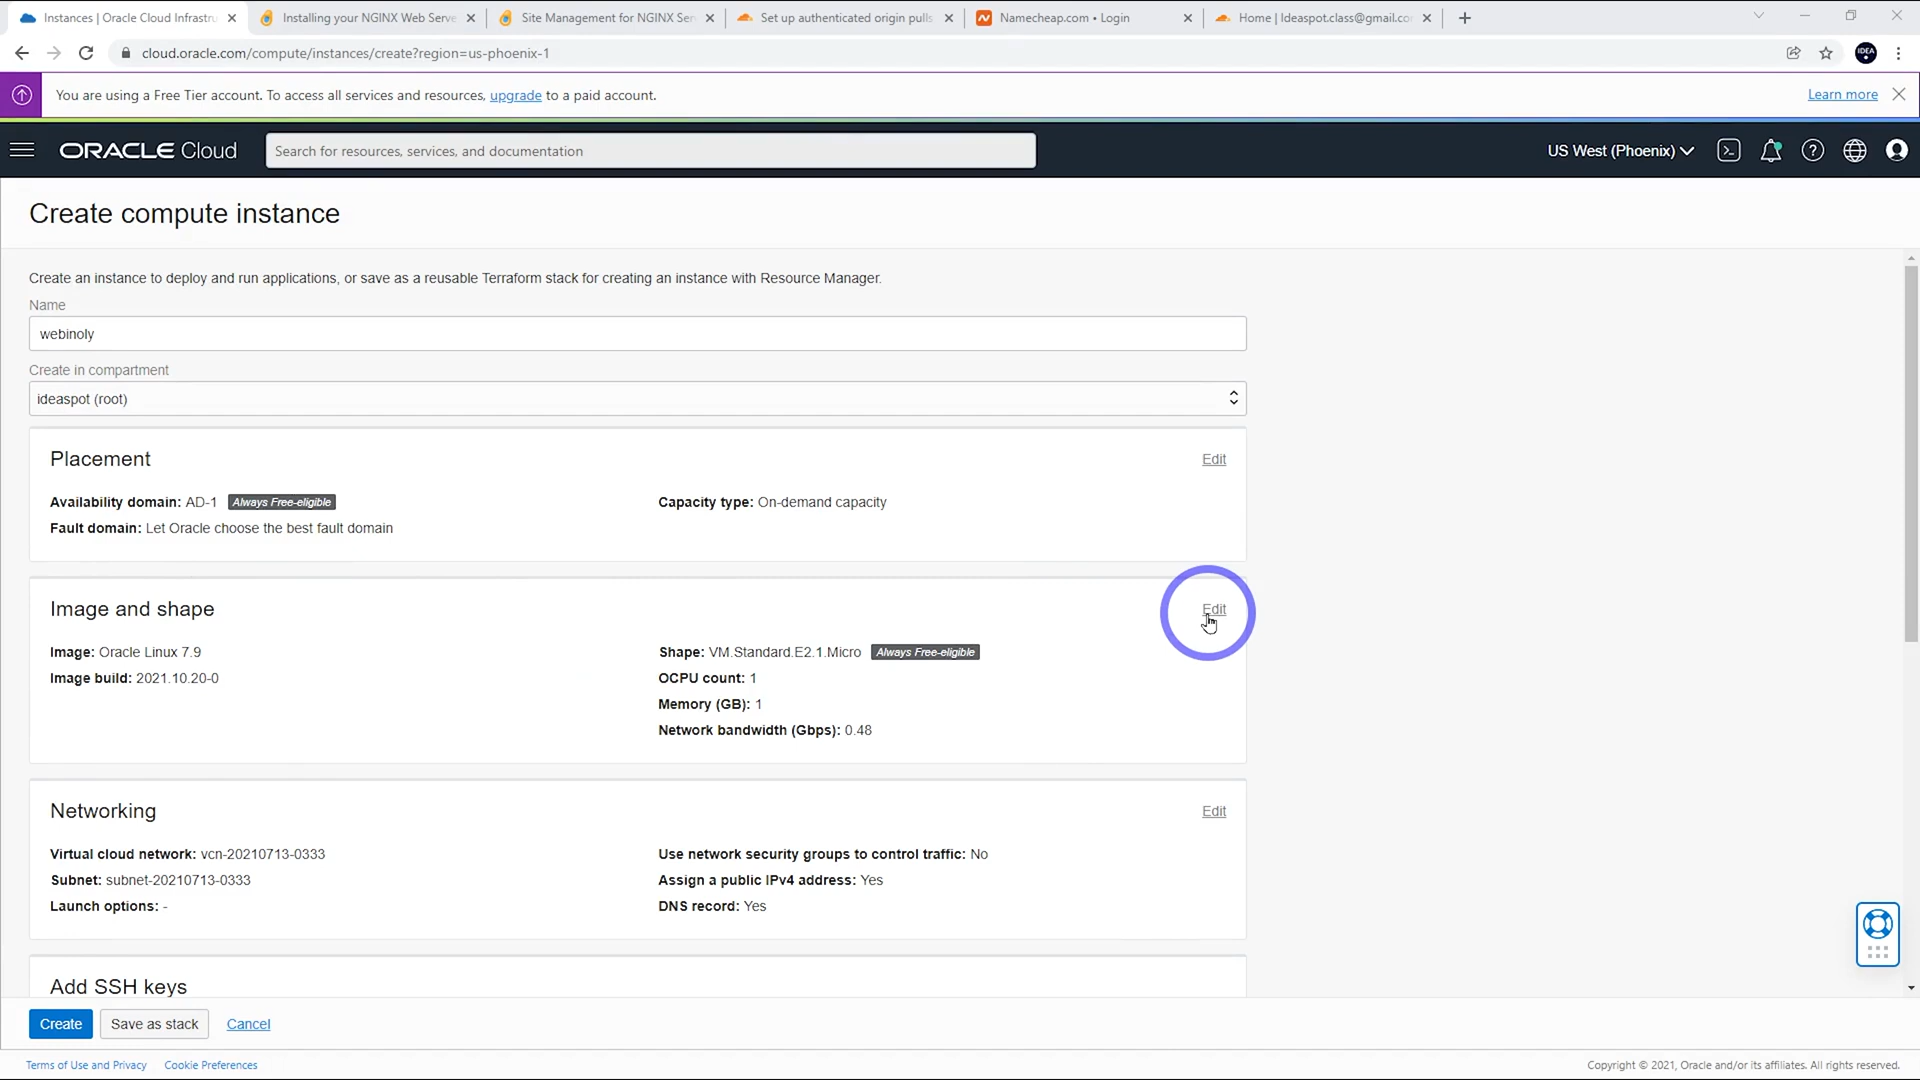 Instances | Oracle Cloud Infrastru
Installing your NGINX Web Serve
Site Management for NGINX Ser
Set up authenticated origin pulls
Namecheap.com • Login
Home | Ideaspot.class@gmail.co
cloud.oracle.com/compute/instances/create?region=us-phoenix-1
IDEA
You are using a Free Tier account. To access all services and resources, upgrade to a paid account.
Learn more
ORACLE Cloud
Search for resources, services, and documentation
US West (Phoenix)
Create compute instance
Create an instance to deploy and run applications, or save as a reusable Terraform stack for creating an instance with Resource Manager.
Name
webinoly
Create in compartment
ideaspot (root)
Placement
Edit
Availability domain: AD-1 Always Free-eligible
Capacity type: On-demand capacity
Fault domain: Let Oracle choose the best fault domain
Image and shape
Edit
Image: Oracle Linux 7.9
Shape: VM.Standard.E2.1.Micro Always Free-eligible
Image build: 2021.10.20-0
OCPU count: 1
Memory (GB): 1
Network bandwidth (Gbps): 0.48
Networking
Edit
Virtual cloud network: vcn-20210713-0333
Use network security groups to control traffic: No
Subnet: subnet-20210713-0333
Assign a public IPv4 address: Yes
Launch options: -
DNS record: Yes
Add SSH keys
Create
Save as stack
Cancel
Terms of Use and Privacy
Cookie Preferences
Copyright © 2021, Oracle and/or its affiliates. All rights reserved.